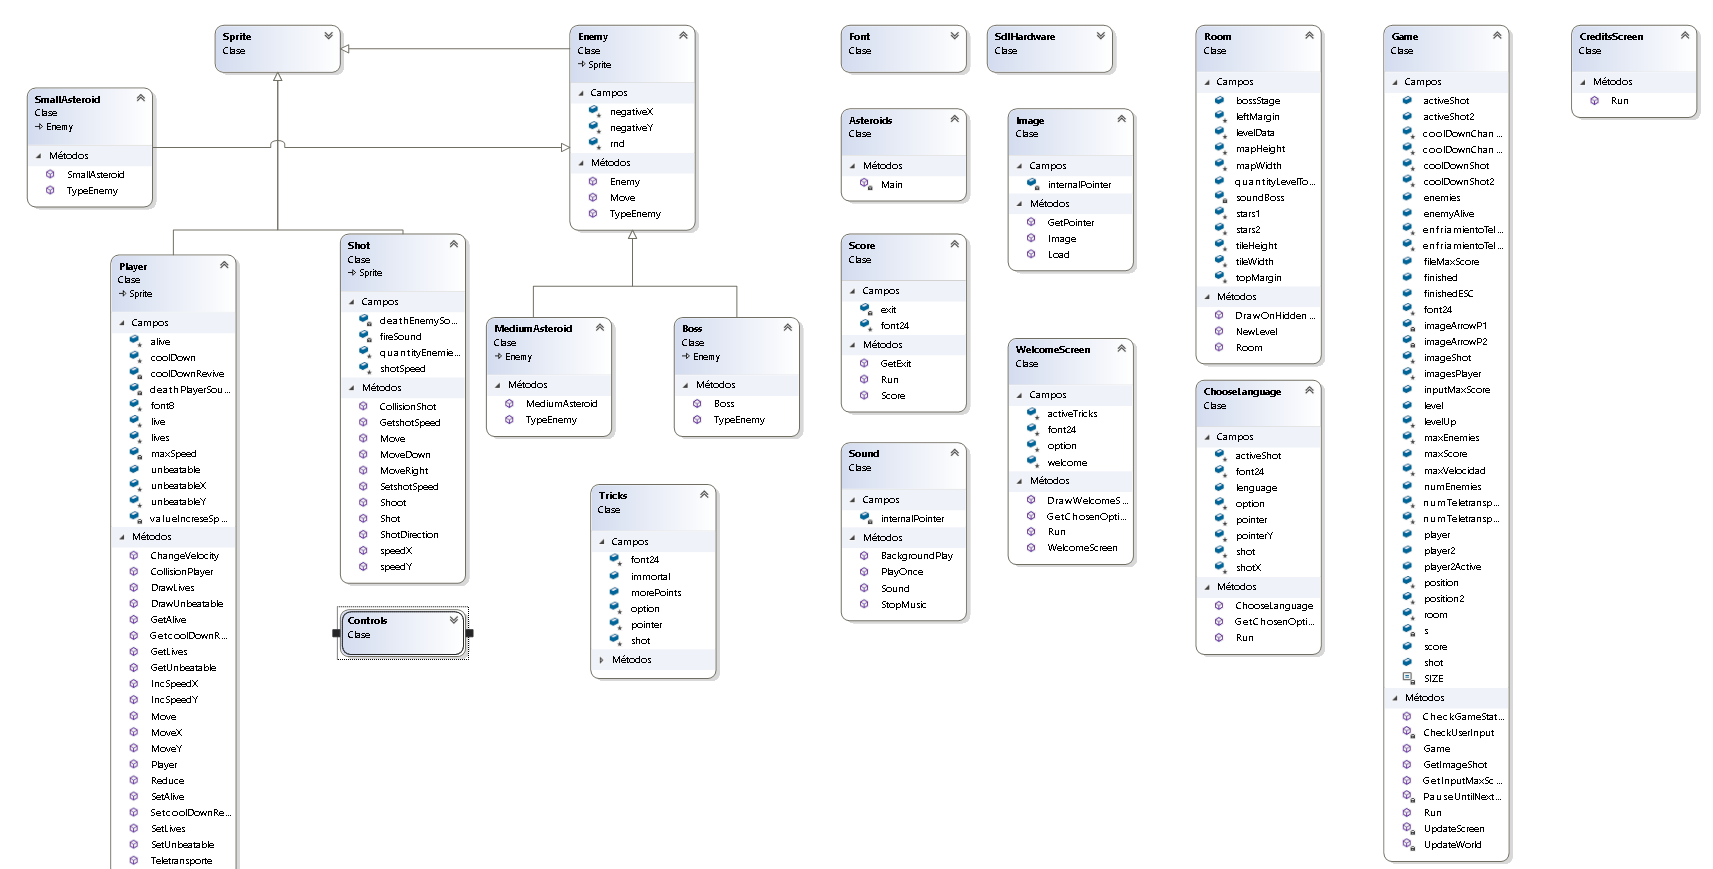 Sprite
Clase
Enemy
Clase
Sprite
Campos
negativeX
negativeY
rnd
Métodos
Enemy
Move
TypeEnemy
SmallAsteroid
Clase
Enemy
Métodos
SmallAsteroid
TypeEnemy
Player
Clase
Sprite
Campos
alive
coolDown
coolDownRevive
deathPlayerSou...
font8
live
lives
maxSpeed
unbeatable
unbeatableX
unbeatableY
valueIncreseSp...
Métodos
ChangeVelocity
CollisionPlayer
DrawLives
DrawUnbeatable
GetAlive
GetcoolDownR...
GetLives
GetUnbeatable
IncSpeedX
IncSpeedY
Move
MoveX
MoveY
Player
Reduce
SetAlive
SetcoolDownRe...
SetLives
SetUnbeatable
Teletransporte
Shot
Clase
Sprite
Campos
deathEnemySo...
fireSound
quantityEnemie...
shotSpeed
Métodos
CollisionShot
GetshotSpeed
Move
MoveDown
MoveRight
SetshotSpeed
Shoot
Shot
ShotDirection
speedX
speedY
Controls
Clase
MediumAsteroid
Clase
Enemy
Métodos
MediumAsteroid
TypeEnemy
Boss
Clase
Enemy
Métodos
Boss
TypeEnemy
Tricks
Clase
Campos
font24
immortal
morePoints
option
pointer
shot
Métodos
Font
Clase
SdlHardware
Clase
Asteroids
Clase
Métodos
Main
Image
Clase
Campos
internalPointer
Métodos
GetPointer
Image
Load
Score
Clase
Campos
exit
font24
Métodos
GetExit
Run
Score
Sound
Clase
Campos
internalPointer
Métodos
BackgroundPlay
PlayOnce
Sound
StopMusic
WelcomeScreen
Clase
Campos
activeTricks
font24
option
welcome
Métodos
DrawWelcomeS...
GetChosenOpti...
Run
WelcomeScreen
Room
Clase
Campos
bossStage
leftMargin
levelData
mapHeight
mapWidth
quantityLevelTo...
soundBoss
stars1
stars2
tileHeight
tileWidth
topMargin
Métodos
DrawOnHidden...
NewLevel
Room
ChooseLanguage
Clase
Campos
activeShot
font24
lenguage
option
pointer
pointerY
shot
shotX
Métodos
ChooseLanguage
GetChosenOpti...
Run
Game
Clase
Campos
activeShot
activeShot2
coolDownChan...
coolDownChan...
coolDownShot
coolDownShot2
enemies
enemyAlive
enfriamientoTel...
enfriamientoTel...
fileMaxScore
finished
finishedESC
font24
imageArrowP1
imageArrowP2
imageShot
imagesPlayer
inputMaxScore
level
levelUp
maxEnemies
maxScore
maxVelocidad
numEnemies
numTeletransp...
numTeletransp...
player
player2
player2Active
position
position2
room
s
score
shot
SIZE
Métodos
CheckGameStat...
CheckUserInput
Game
GetImageShot
GetInputMaxSc...
PauseUntilNext...
Run
UpdateScreen
UpdateWorld
CreditsScreen
Clase
Métodos
Run